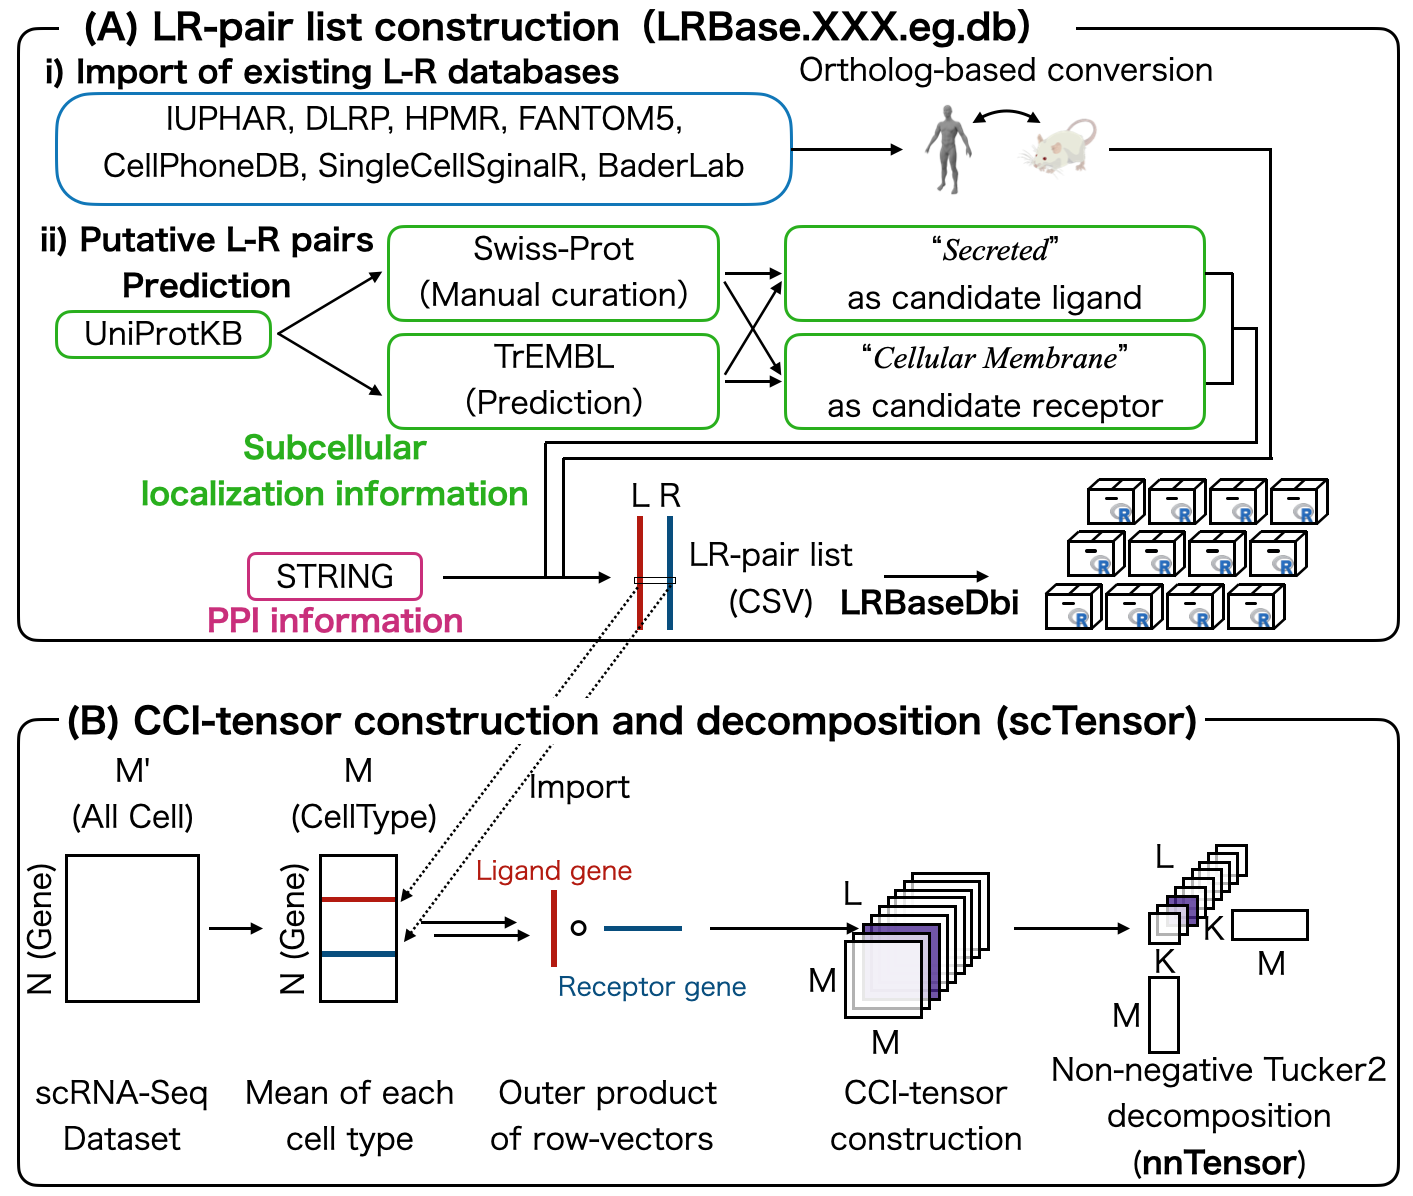 (A) LR-pair list construction (LRBase.XXX.eg.db)
i) Import of existing L-R databases
Ortholog-based conversion
IUPHAR, DLRP, HPMR, FANTOM5,
CellPhoneDB, SingleCellSginalR, BaderLab
ii) Putative L-R pairs
Prediction
UniProtKB
Swiss-Prot
(Manual curation)
TrEMBL
(Prediction)
“Secreted”
as candidate ligand
“Cellular Membrane”
as candidate receptor
Subcellular
localization information
STRING
PPI information
L R
LR-pair list
(CSV)
LRBaseDbi
R R R R
R R R R
R R R R
(B) CCI-tensor construction and decomposition (scTensor)
M'
(All Cell)
N (Gene)
M
(CellType)
N (Gene)
Import
Ligand gene
Receptor gene
L
M
M
L
K
K
M
M
scRNA-Seq
Dataset
Mean of each
cell type
Outer product
of row-vectors
CCI-tensor
construction
Non-negative Tucker2
decomposition
(nnTensor)